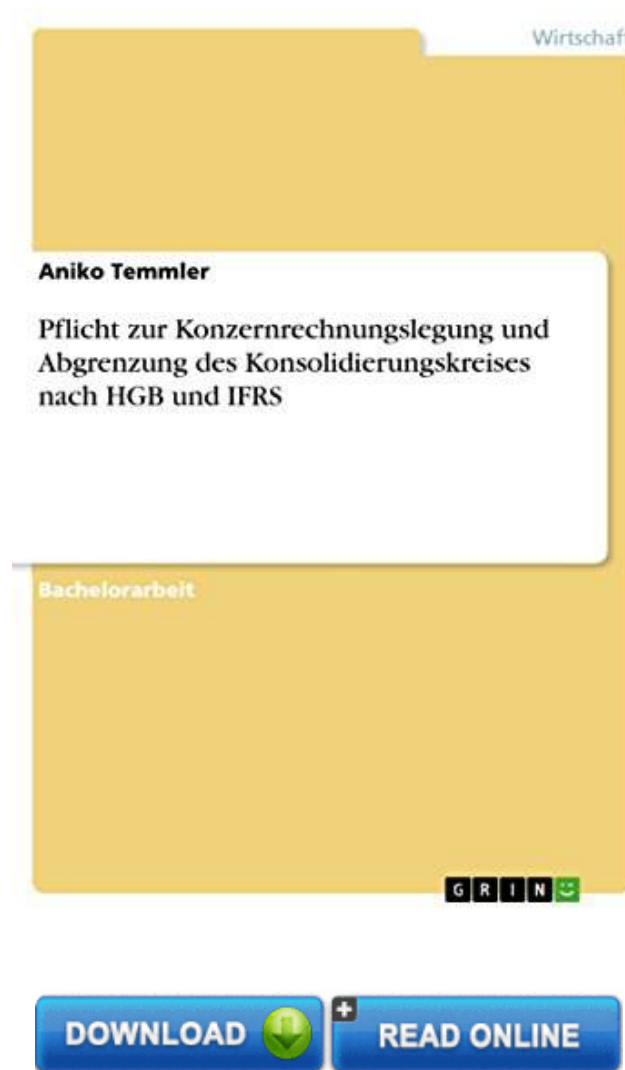 Wirtschaf
Aniko Temmler
Pflicht zur Konzernrechnungslegung und
Abgrenzung des Konsolidierungskreises
nach HGB und IFRS
Bachelorarbeit
GRIN
DOWNLOAD
READ ONLINE